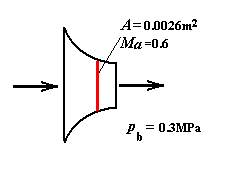 A=0.0026m²
Ma=0.6
p_b = 0.3MPa